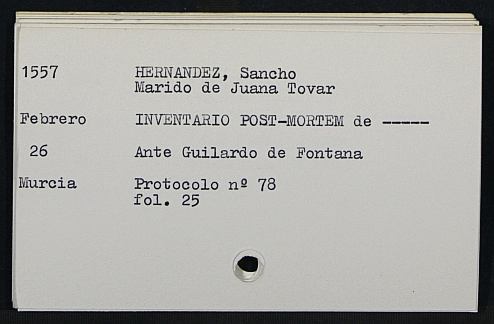 1557 HERNANDEZ, Sancho
Marido de Juana Tovar
Febrero INVENTARIO POST-MORTEM de -----
26 Ante Guilardo de Fontana
Murcia Protocolo nº 78
fol. 25